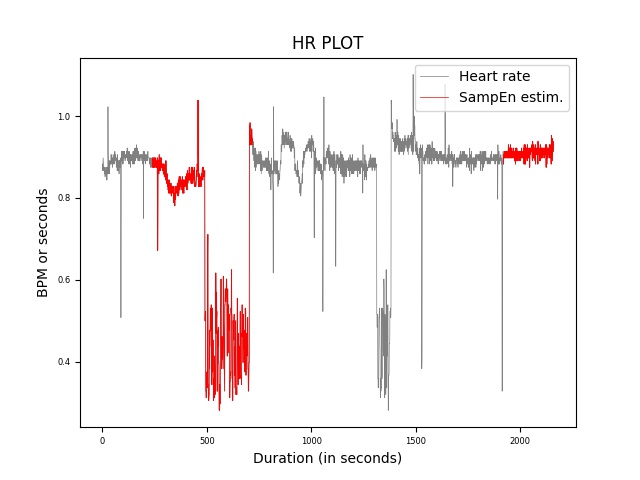 HR PLOT
Heart rate
SampEn estim.
BPM or seconds
1.0
0.8
0.6
0.4
0
500
1000
1500
2000
Duration (in seconds)